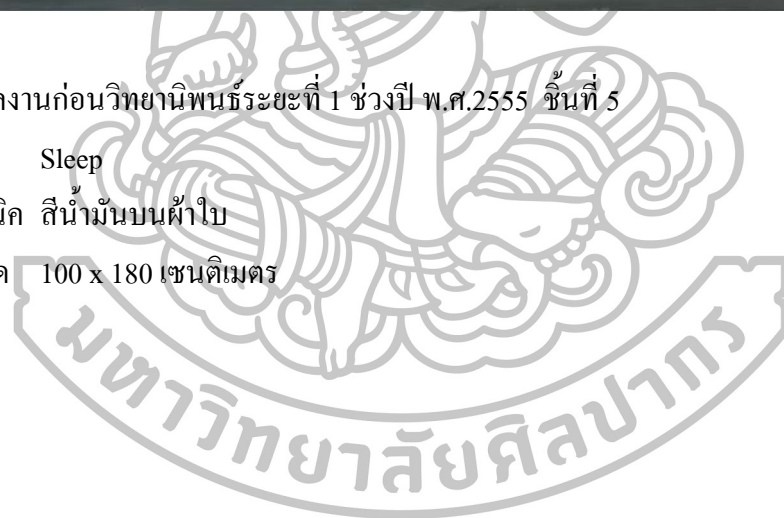 งานก่อนวิทยานิพนธ์ระยะที่ 1 ช่วงปี พ.ศ.2555 ชิ้นที่ 5
Sleep
สีน้ำมันบนผ้าใบ
100 x 180 เซนติเมตร
มหาวิทยาลัยศิลปากร